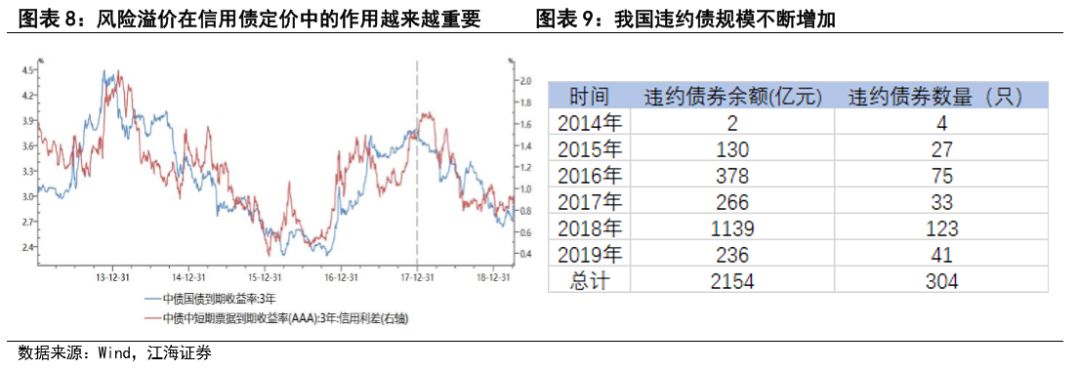 图表 8：风险溢价在信用债定价中的作用越来越重要
%
%
4.5
3.9
3.6
3.3
3.0
2.7
2.4
2.0
1.8
1.6
1.4
1.2
1.0
0.8
0.6
0.4
13-12-31 14-12-31 15-12-31 16-12-31 17-12-31 18-12-31
中债国债到期收益率:3年
中债中短期票据到期收益率(AAA):3年:信用利差(右轴)
图表 9：我国违约债规模不断增加
时间 违约债券余额(亿元) 违约债券数量（只）
2014年 2 4
2015年 130 27
2016年 378 75
2017年 266 33
2018年 1139 123
2019年 236 41
总计 2154 304
数据来源：Wind，江海证券